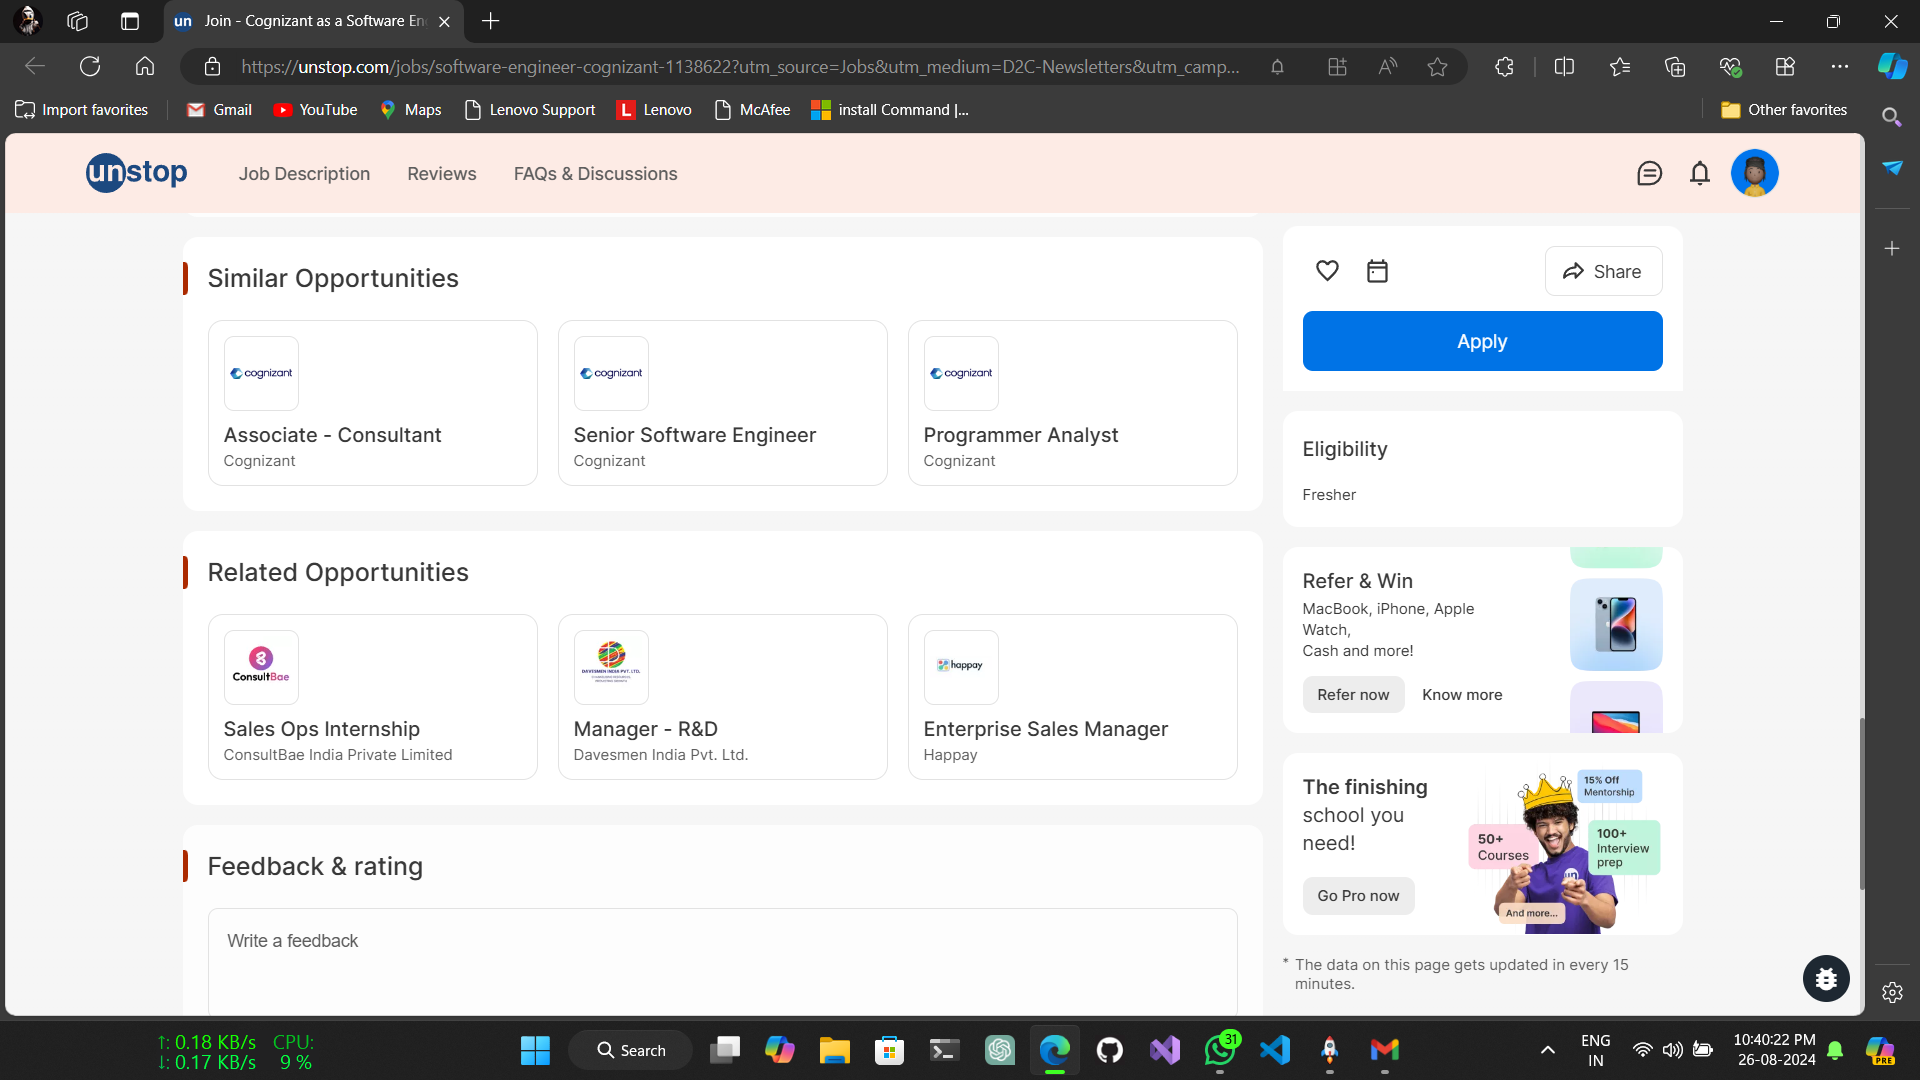 un Join - Cognizant as a Software En
https://unstop.com/jobs/software-engineer-cognizant-1138622?utm_source=Jobs&utm_medium=D2C-Newsletters&utm_camp...
Import favorites Gmail YouTube Maps Lenovo Support L Lenovo McAfee install Command |... Other favorites
unstop Job Description Reviews FAQs & Discussions
Similar Opportunities
cognizant
Associate - Consultant
Cognizant
cognizant
Senior Software Engineer
Cognizant
cognizant
Programmer Analyst
Cognizant
Related Opportunities
ConsultBae
Sales Ops Internship
ConsultBae India Private Limited
DAVESMEN INDIA PVT. LTD.
Manager - R&D
Davesmen India Pvt. Ltd.
happay
Enterprise Sales Manager
Happay
Feedback & rating
Write a feedback
Share
Apply
Eligibility
Fresher
Refer & Win
MacBook, iPhone, Apple
Watch,
Cash and more!
Refer now Know more
The finishing
school you
need!
Go Pro now
15% Off
Mentorship
50+
Courses
100+
Interview
prep
un
And more...
* The data on this page gets updated in every 15
minutes.
↑: 0.18 KB/s CPU:
↓: 0.17 KB/s 9 %
Search
31
ENG
IN
10:40:22 PM
26-08-2024
PRE